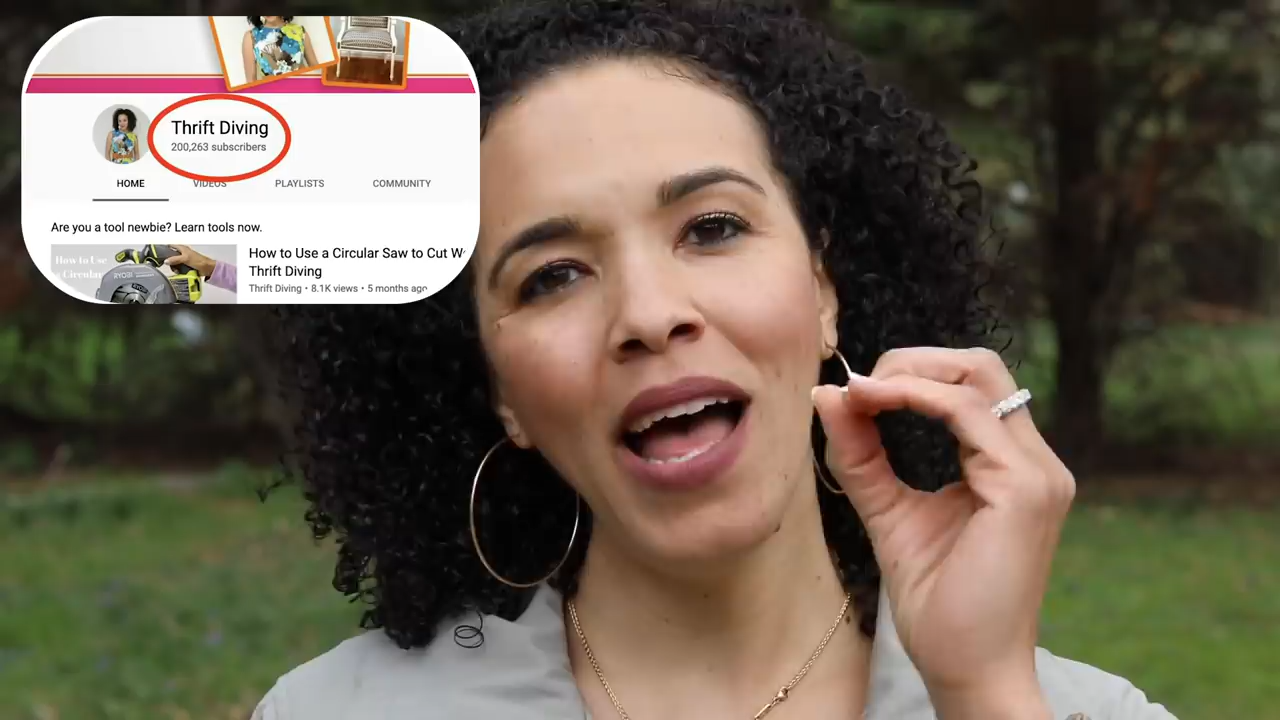 Thrift Diving
200,263 subscribers
HOME VIDEOS PLAYLISTS COMMUNITY
Are you a tool newbie? Learn tools now.
How to Use a Circular Saw to Cut W
Thrift Diving
Thrift Diving • 8.1K views • 5 months ago
How to Use
a Circular
RYOBI